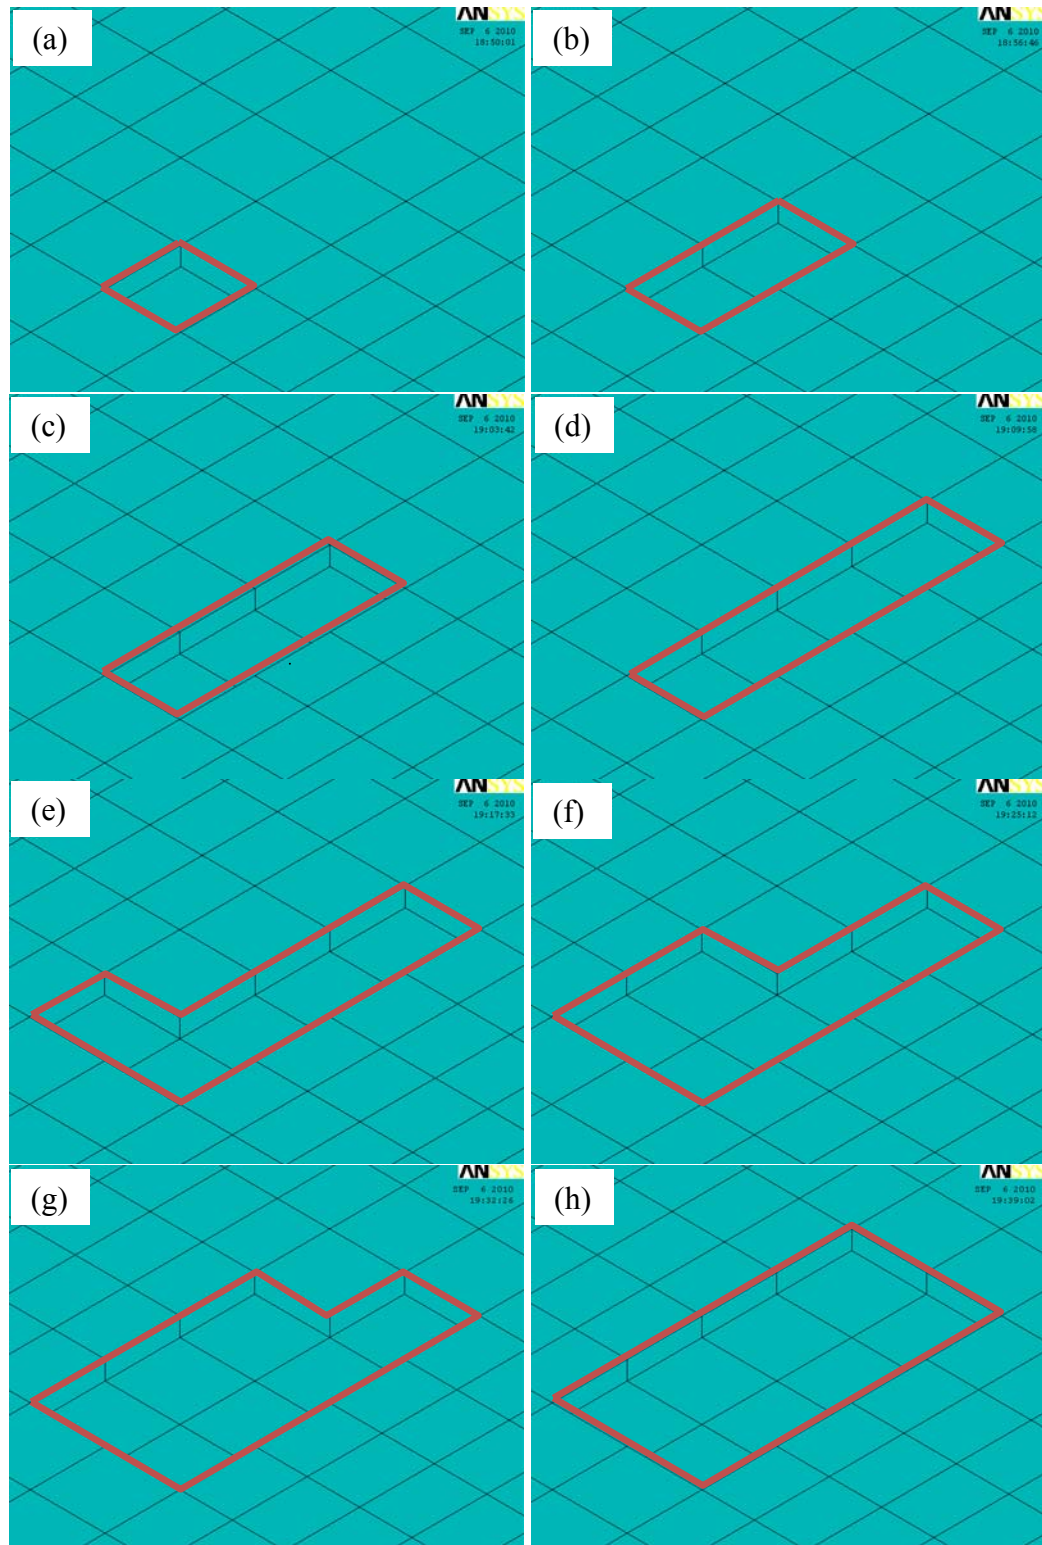 (a)
ANSYS
SEP 6 2010
18:50:01
(b)
ANSYS
SEP 6 2010
18:56:46
(c)
ANSYS
SEP 6 2010
19:03:42
(d)
ANSYS
SEP 6 2010
19:09:58
(e)
ANSYS
SEP 6 2010
19:17:33
(f)
ANSYS
SEP 6 2010
19:25:12
(g)
ANSYS
SEP 6 2010
19:32:26
(h)
ANSYS
SEP 6 2010
19:39:02